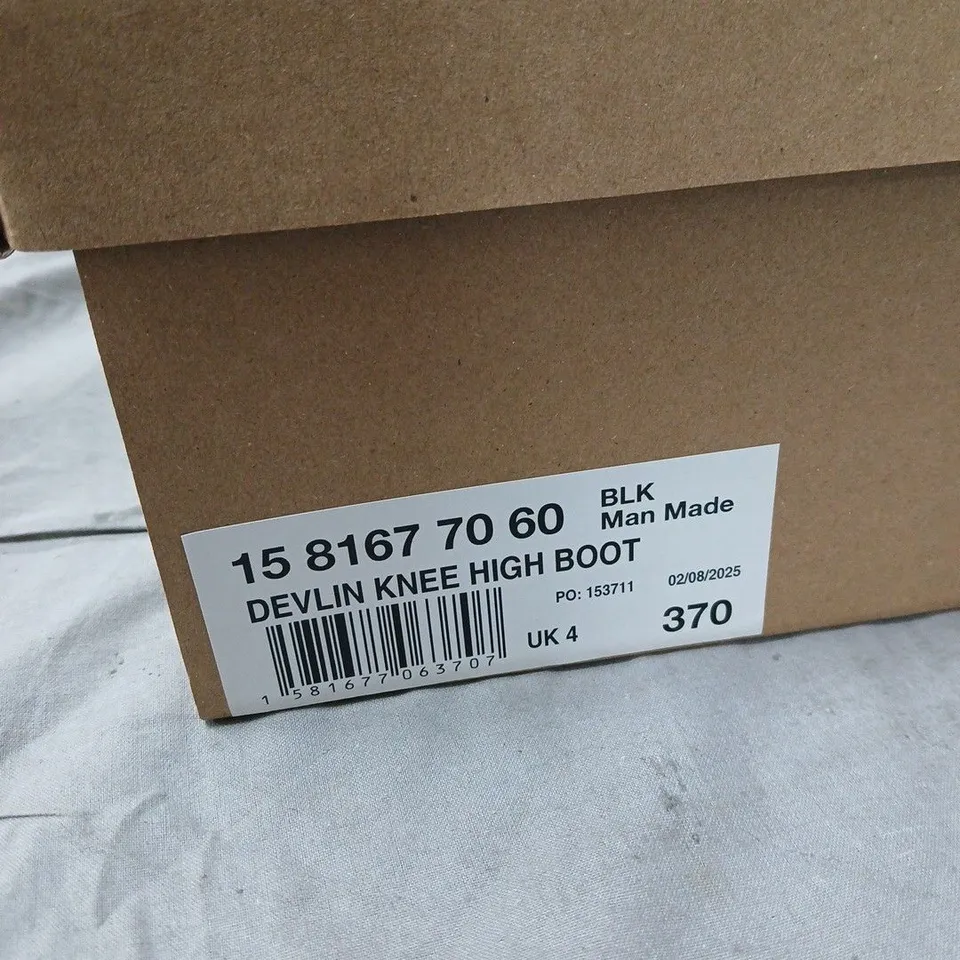 15 8167 70 60 BLK
Man Made
DEVLIN KNEE HIGH BOOT
PO: 153711 02/08/2025
UK 4 370
1 581677 063707